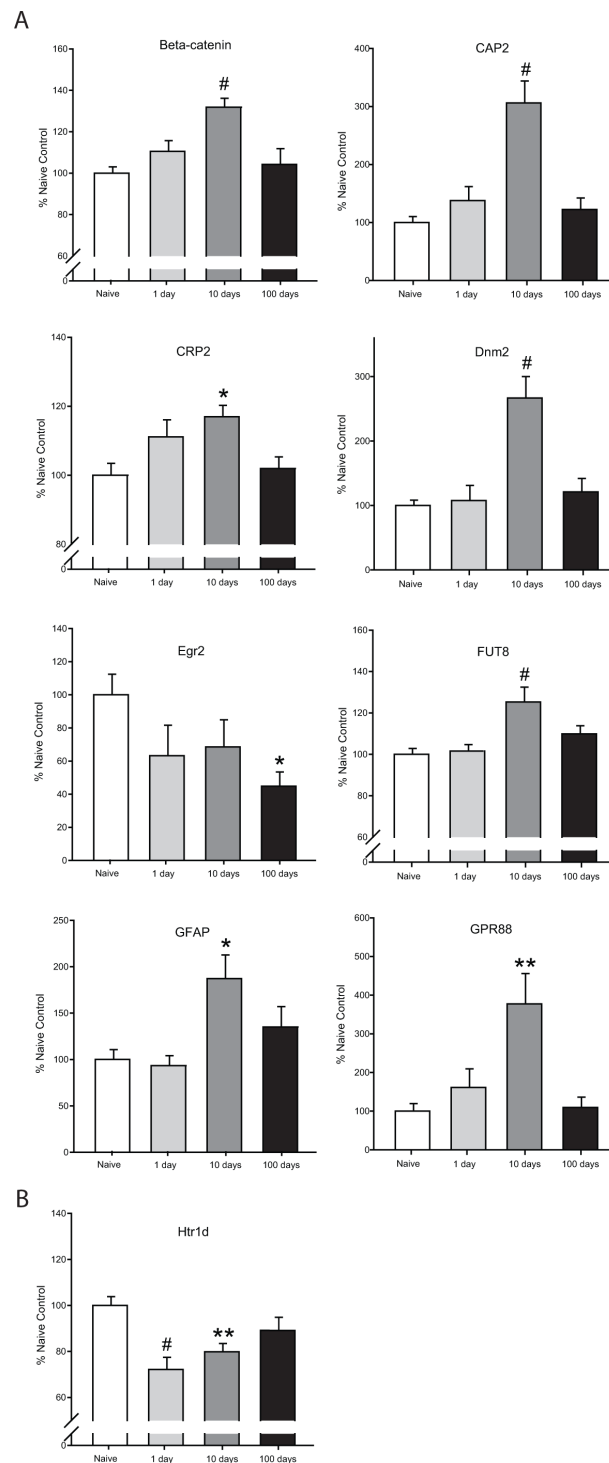 A
Beta-catenin
% Naive Control
160
140
120
100
80
60
0
Naive 1 day 10 days 100 days
#
CAP2
% Naive Control
400
300
200
100
0
Naive 1 day 10 days 100 days
#
CRP2
% Naive Control
140
120
100
80
0
Naive 1 day 10 days 100 days
*
Dnm2
% Naive Control
300
200
100
0
Naive 1 day 10 days 100 days
#
Egr2
% Naive Control
140
120
100
80
60
40
20
0
Naive 1 day 10 days 100 days
*
FUT8
% Naive Control
160
140
120
100
80
60
0
Naive 1 day 10 days 100 days
#
GFAP
% Naive Control
250
200
150
100
50
0
Naive 1 day 10 days 100 days
*
GPR88
% Naive Control
600
500
400
300
200
100
0
Naive 1 day 10 days 100 days
**
B
Htr1d
% Naive Control
140
120
100
80
60
0
Naive 1 day 10 days 100 days
#
**